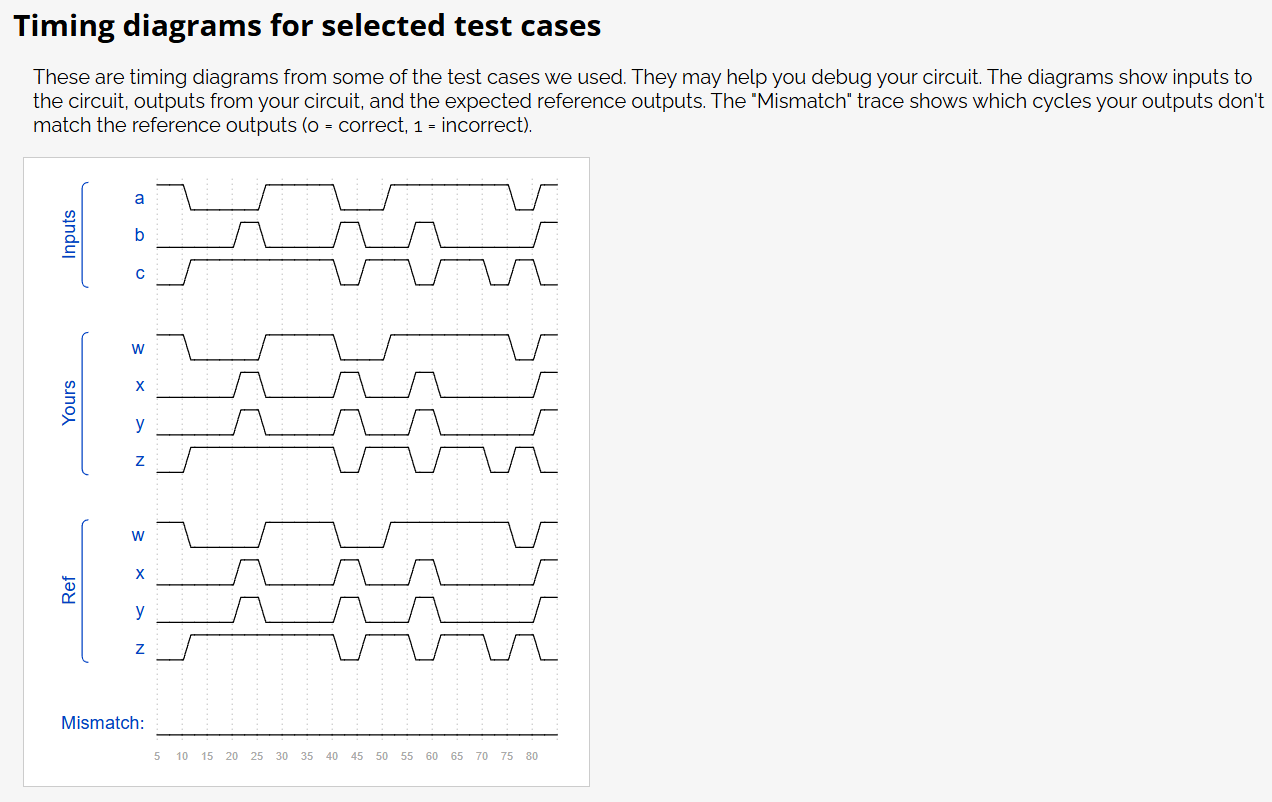 Timing diagrams for selected test cases
These are timing diagrams from some of the test cases we used. They may help you debug your circuit. The diagrams show inputs to
the circuit, outputs from your circuit, and the expected reference outputs. The "Mismatch" trace shows which cycles your outputs don't
match the reference outputs (0 = correct, 1 = incorrect).
Inputs
a
b
c
Yours
w
x
y
z
Ref
w
x
y
z
Mismatch:
5 10 15 20 25 30 35 40 45 50 55 60 65 70 75 80